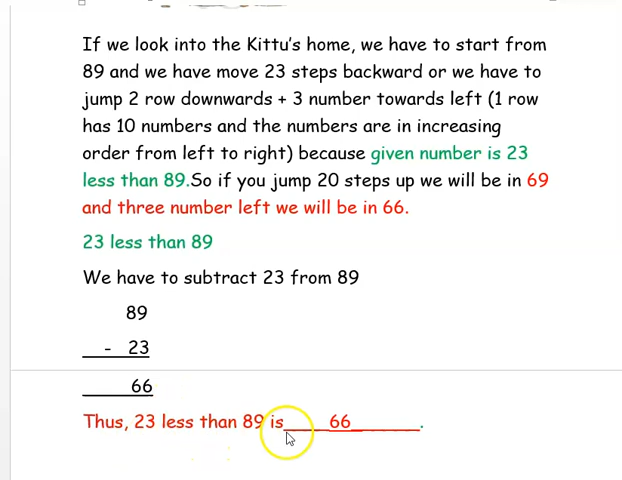 If we look into the Kittu's home, we have to start from
89 and we have move 23 steps backward or we have to
jump 2 row downwards + 3 number towards left (1 row
has 10 numbers and the numbers are in increasing
order from left to right) because given number is 23
less than 89.So if you jump 20 steps up we will be in 69
and three number left we will be in 66.
23 less than 89
We have to subtract 23 from 89
89
- 23
66
Thus, 23 less than 89 is____66______.